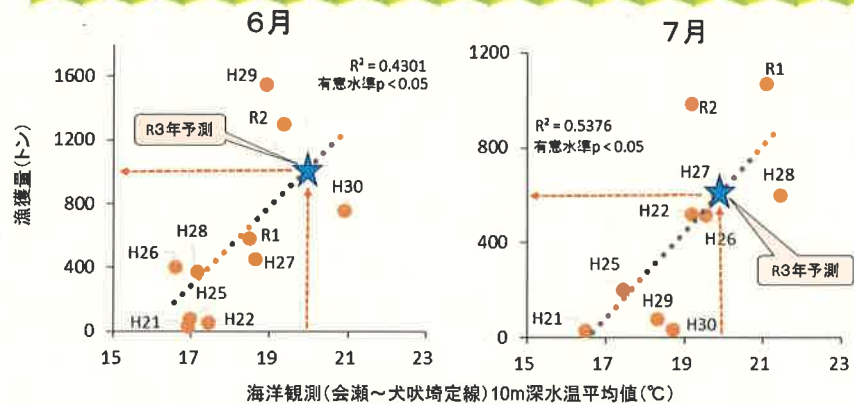 6月
R² = 0.4301
有意水準p < 0.05
漁獲量(トン)
1600
1200
800
400
0
15
17
19
21
23
H29
R2
R3年予測
H30
H28
R1
H26
H27
H25
H21
H22
7月
1200
800
400
0
15
17
19
21
23
R1
R2
R² = 0.5376
有意水準p < 0.05
H27
H28
H22
H26
R3年予測
H25
H29
H21
H30
海洋観測(会瀬~犬吠埼定線)10m深水温平均値(℃)